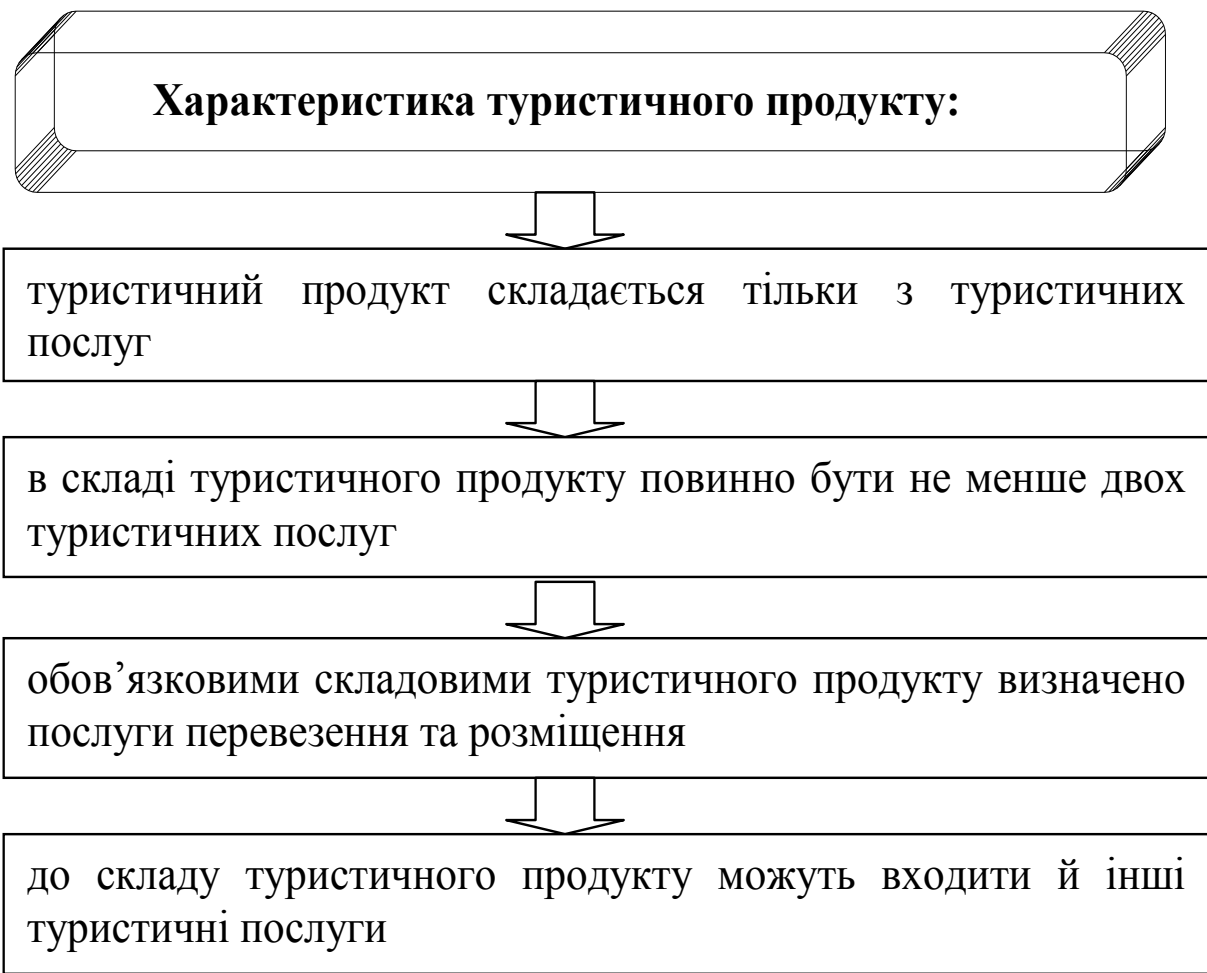 Характеристика туристичного продукту:
туристичний продукт складається тільки з туристичних
послуг
в складі туристичного продукту повинно бути не менше двох
туристичних послуг
обов’язковими складовими туристичного продукту визначено
послуги перевезення та розміщення
до складу туристичного продукту можуть входити й інші
туристичні послуги